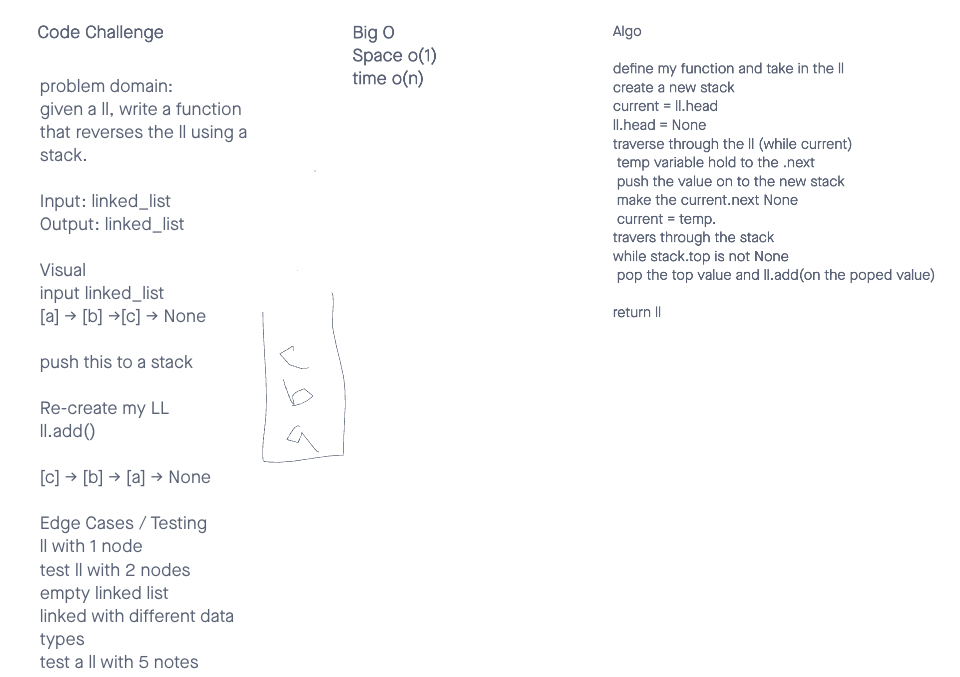 Code Challenge
problem domain:
given a ll, write a function
that reverses the ll using a
stack.
Input: linked_list
Output: linked_list
Visual
input linked_list
[a] → [b] →[c] → None
push this to a stack
Re-create my LL
ll.add()
[c] → [b] → [a] → None
Edge Cases / Testing
ll with 1 node
test ll with 2 nodes
empty linked list
linked with different data
types
test a ll with 5 notes
c
b
a
Big O
Space o(1)
time o(n)
Algo
define my function and take in the ll
create a new stack
current = ll.head
ll.head = None
traverse through the ll (while current)
temp variable hold to the .next
push the value on to the new stack
make the current.next None
current = temp.
travers through the stack
while stack.top is not None
pop the top value and ll.add(on the poped value)
return ll